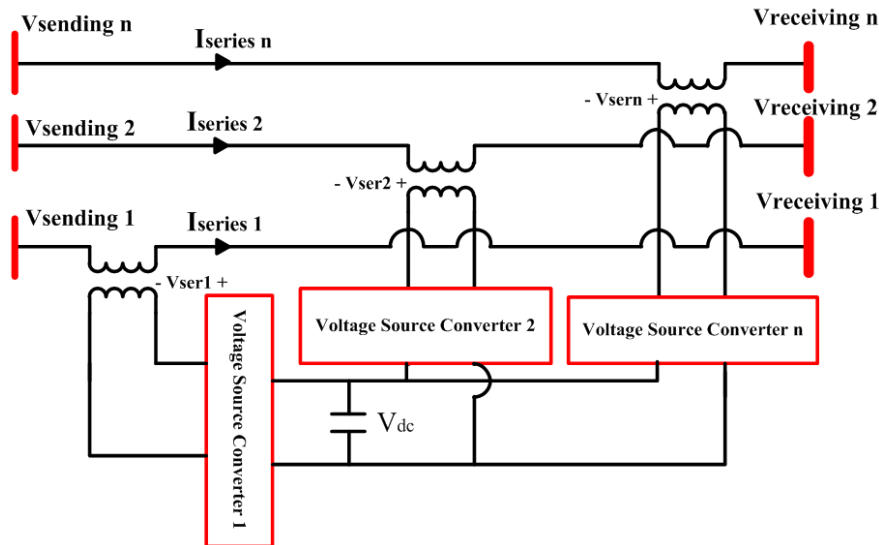 Vsending n
Iseries n
Vreceiving n
- Vsern +
Vsending 2
Iseries 2
Vreceiving 2
- Vser2 +
Vsending 1
Iseries 1
Vreceiving 1
- Vser1 +
Voltage Source Converter 1
Voltage Source Converter 2
Voltage Source Converter n
Vdc